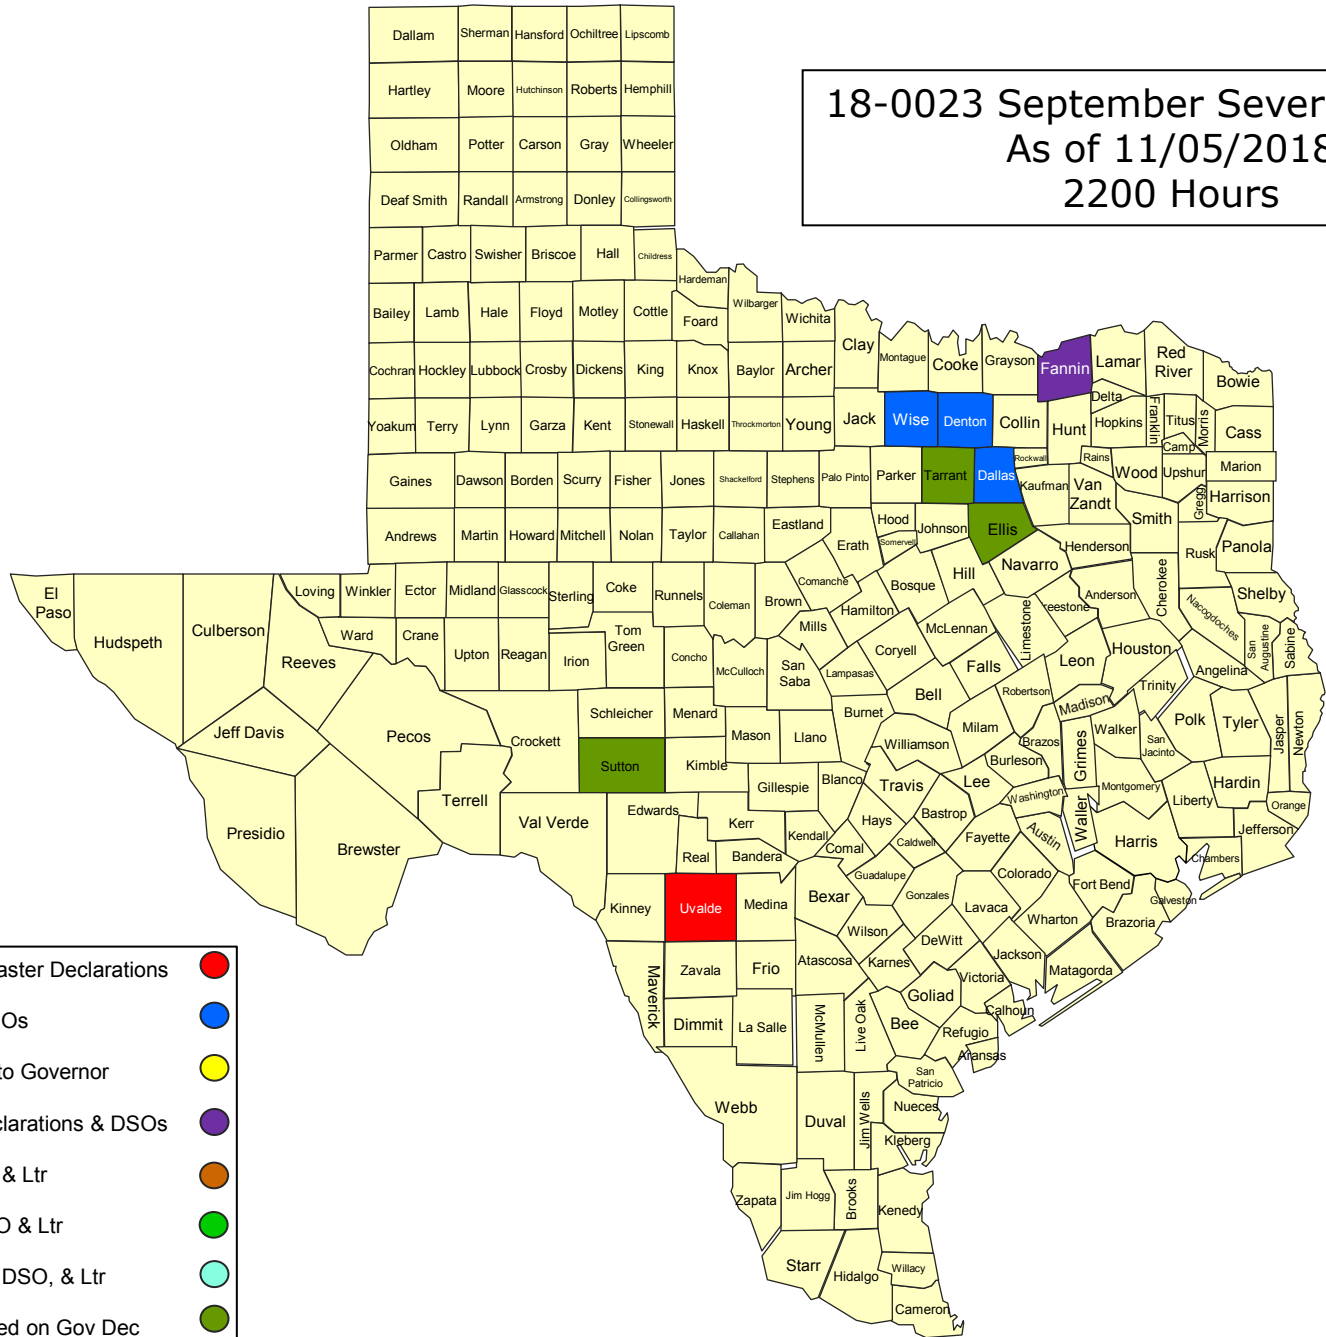 Dallam Sherman Hansford Ochiltree Lipscomb
Hartley Moore Hutchinson Roberts Hemphill
18-0023 September Sever
As of 11/05/2018
2200 Hours
Oldham Potter Carson Gray Wheeler
Deaf Smith Randall Armstrong Donley Collingsworth
Parmer Castro Swisher Briscoe Hall Childress
Hardeman
Bailey Lamb Hale Floyd Motley Cottle Foard Wilbarger Wichita
Clay Montague Cooke Grayson Fannin Lamar Red
River Bowie
Cochran Hockley Lubbock Crosby Dickens King Knox Baylor Archer
Yoakum Terry Lynn Garza Kent Stonewall Haskell Throckmorton Young Jack Wise Denton Collin Hunt Delta Hopkins Franklin Titus Morris Cass
Camp
Gaines Dawson Borden Scurry Fisher Jones Shackelford Stephens Palo Pinto Parker Tarrant Dallas Rockwall Kaufman Rains Van
Zandt Wood Upshur Marion
Gregg Harrison
Andrews Martin Howard Mitchell Nolan Taylor Callahan Eastland Erath Hood Somervell Johnson Ellis Henderson Smith Rusk Panola
El
Paso Hudspeth Culberson Loving Winkler Ector Midland Glasscock Sterling Coke Runnels Coleman Brown Comanche Hamilton Bosque Hill Navarro Freestone Anderson Cherokee Nacogdoches Shelby
Reeves Ward Crane Upton Reagan Irion Tom
Green Concho McCulloch San
Saba Mills Lampasas Coryell McLennan Limestone Falls Leon Houston Angelina San
Augustine Sabine
Jeff Davis Pecos Crockett Schleicher Menard Mason Llano Burnet Bell Milam Robertson Madison Trinity Polk Tyler Jasper Newton
Terrell Sutton Kimble Gillespie Blanco Williamson Travis Lee Burleson Brazos Grimes Walker San
Jacinto Hardin
Presidio Brewster Val Verde Edwards Kerr Kendall Hays Bastrop Washington Waller Montgomery Liberty Orange
Real Bandera Comal Caldwell Fayette Austin Harris Chambers Jefferson
Kinney Uvalde Medina Bexar Guadalupe Gonzales Lavaca Colorado Fort Bend Galveston
Wilson Wharton Brazoria
Maverick Zavala Frio Atascosa Karnes DeWitt Jackson Matagorda
Dimmit La Salle McMullen Live Oak Bee Goliad Victoria Calhoun
Refugio Aransas
San
Patricio
Webb Duval Jim Wells Nueces
Kleberg
Zapata Jim Hogg Brooks Kenedy
Starr Hidalgo Willacy
Cameron
aster Declarations
Os
to Governor
clarations & DSOs
& Ltr
O & Ltr
DSO, & Ltr
ed on Gov Dec